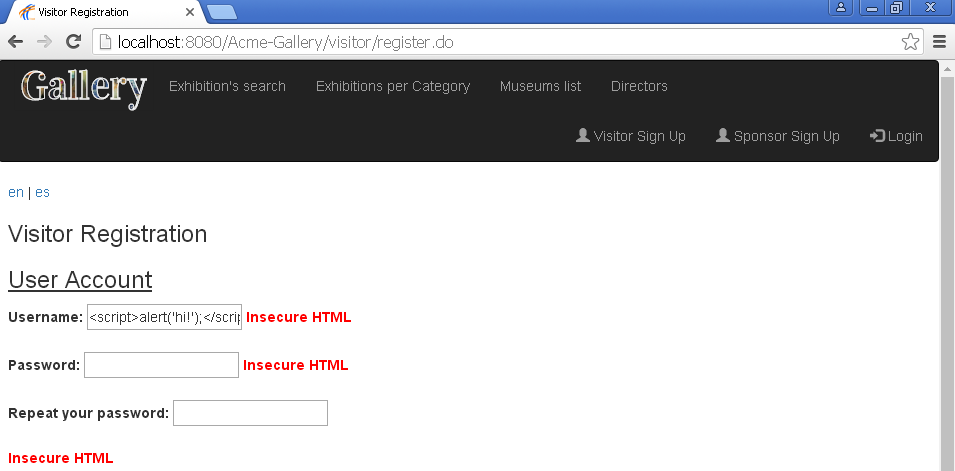 Visitor Registration
localhost:8080/Acme-Gallery/visitor/register.do
Gallery Exhibition's search Exhibitions per Category Museums list Directors
Visitor Sign Up Sponsor Sign Up Login
en | es
Visitor Registration
User Account
Username: <script>alert('hi!');</scrip Insecure HTML
Password: Insecure HTML
Repeat your password:
Insecure HTML